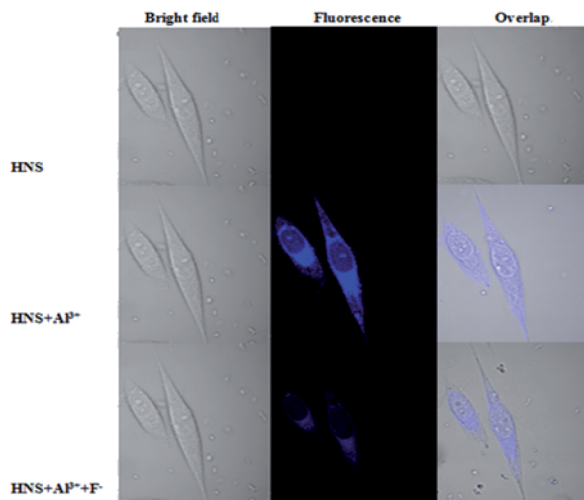 Bright field Fluorescence Overlap
HNS
HNS+Al³⁺
HNS+Al³⁺+F⁻